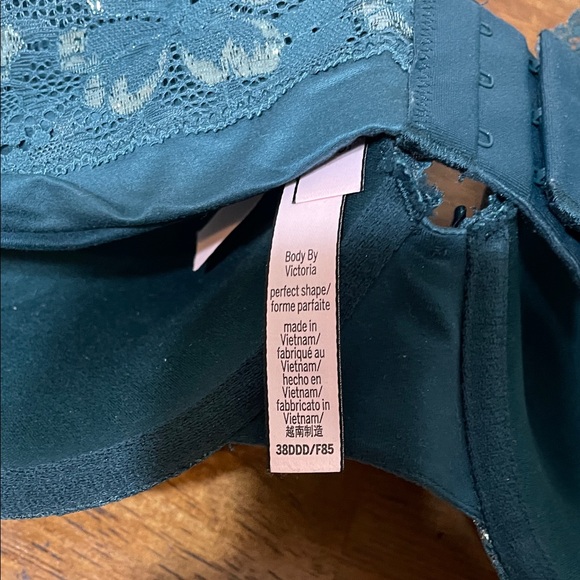 Body By
Victoria
perfect shape/
forme parfaite
made in
Vietnam/
fabriqué au
Vietnam/
hecho en
Vietnam/
fabbricato in
Vietnam/
越南制造
38DDD/F85